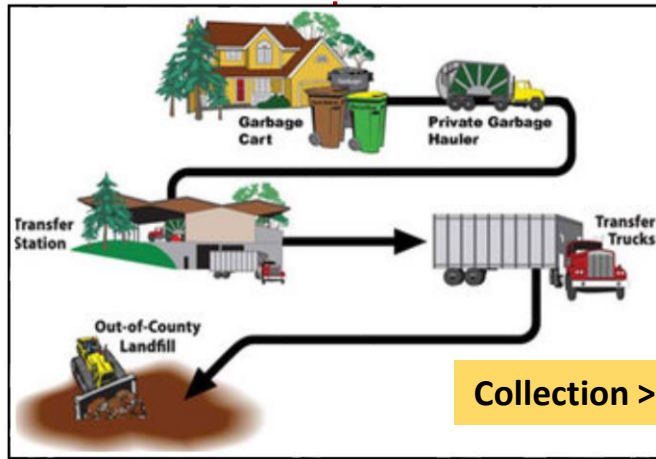 Garbage
Cart
Private Garbage
Hauler
Transfer
Station
Transfer
Trucks
Out-of-County
Landfill
Collection >